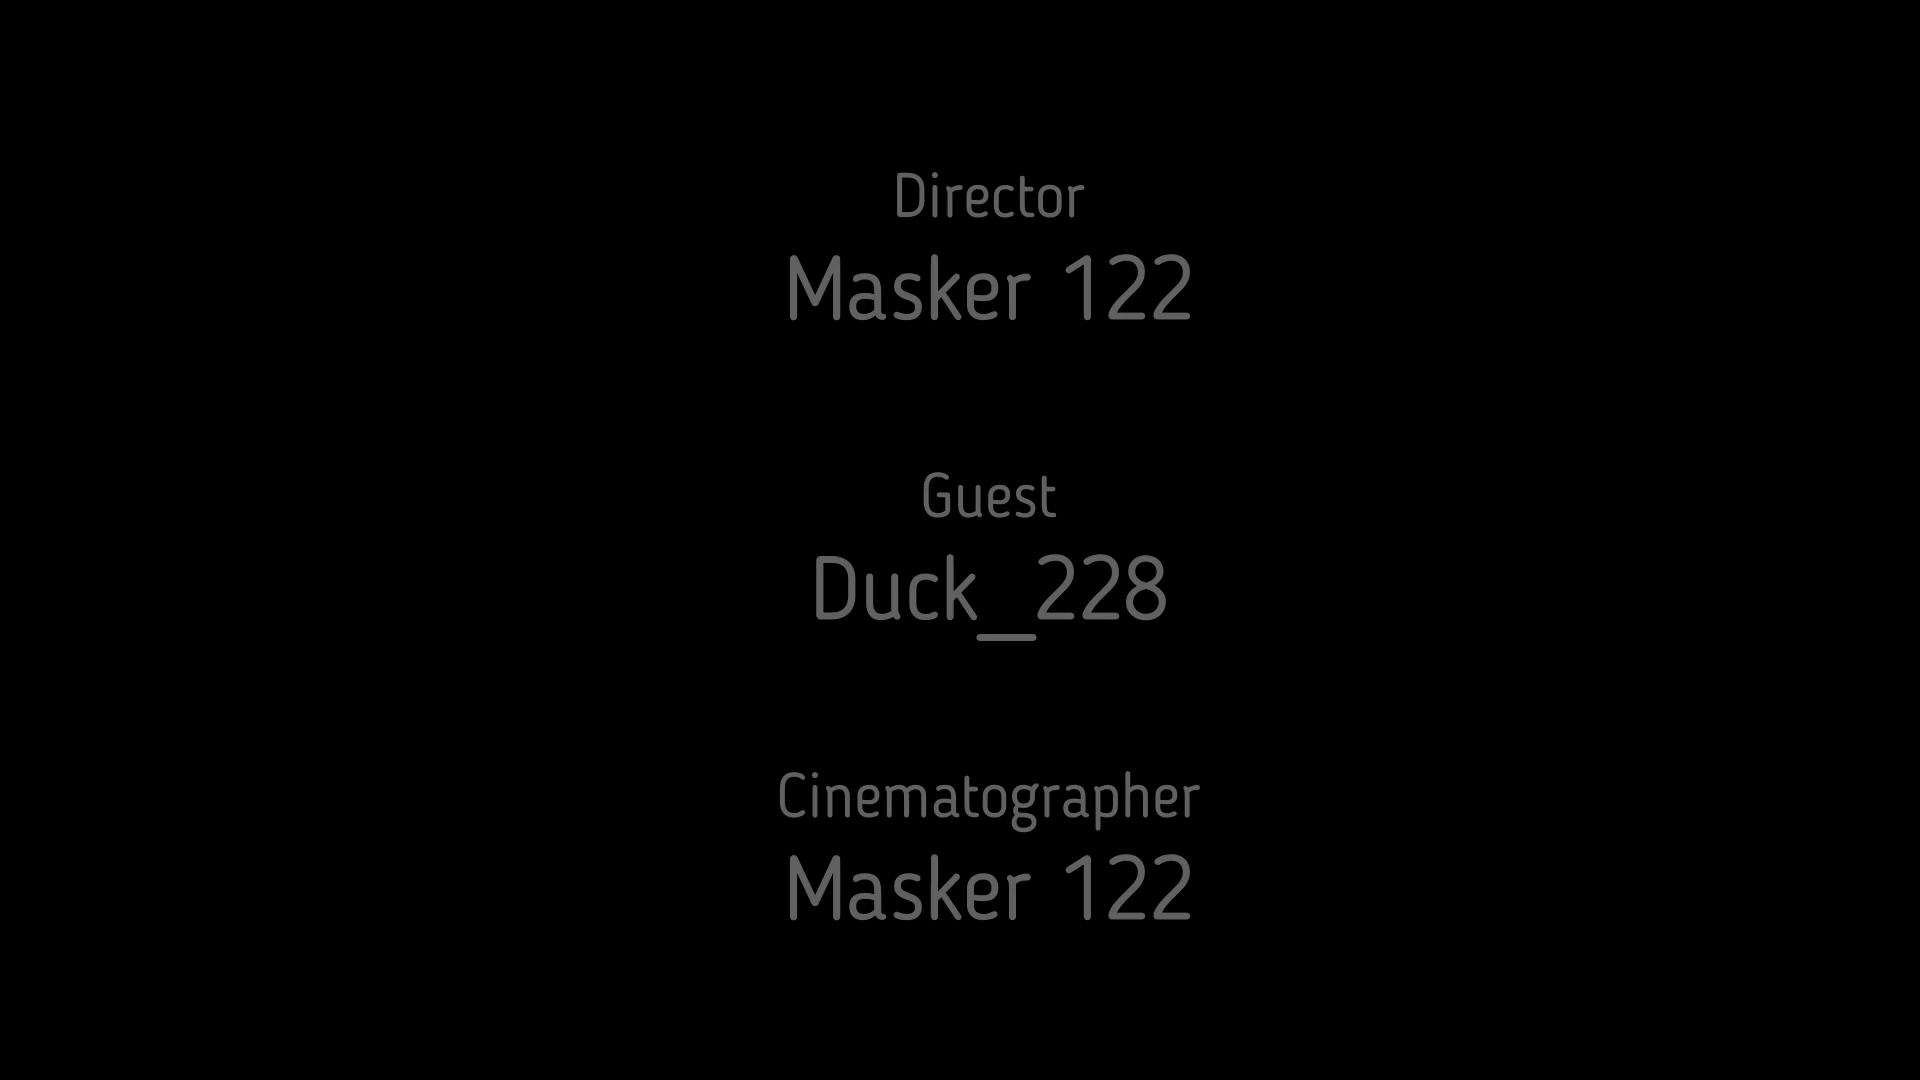 Director
Masker 122
Guest
Duck_228
Cinematographer
Masker 122